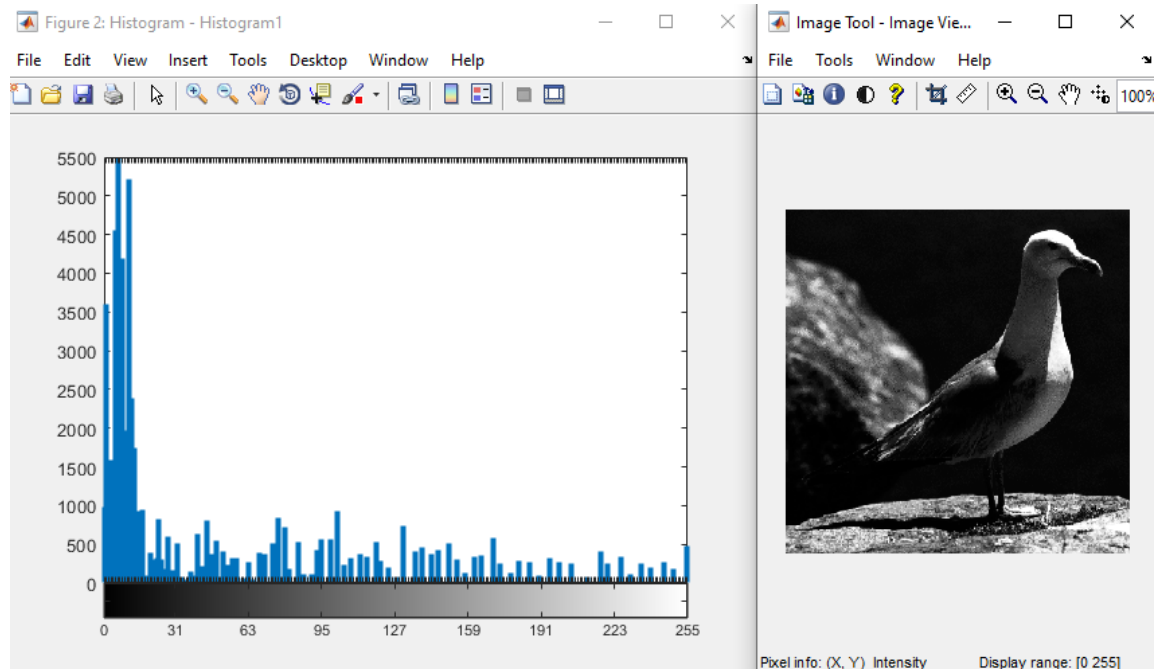 Figure 2: Histogram - Histogram1
File Edit View Insert Tools Desktop Window Help
5500
5000
4500
4000
3500
3000
2500
2000
1500
1000
500
0
0 31 63 95 127 159 191 223 255
Image Tool - Image Vie...
File Tools Window Help
100%
Pixel info: (X, Y) Intensity
Display range: [0 255]